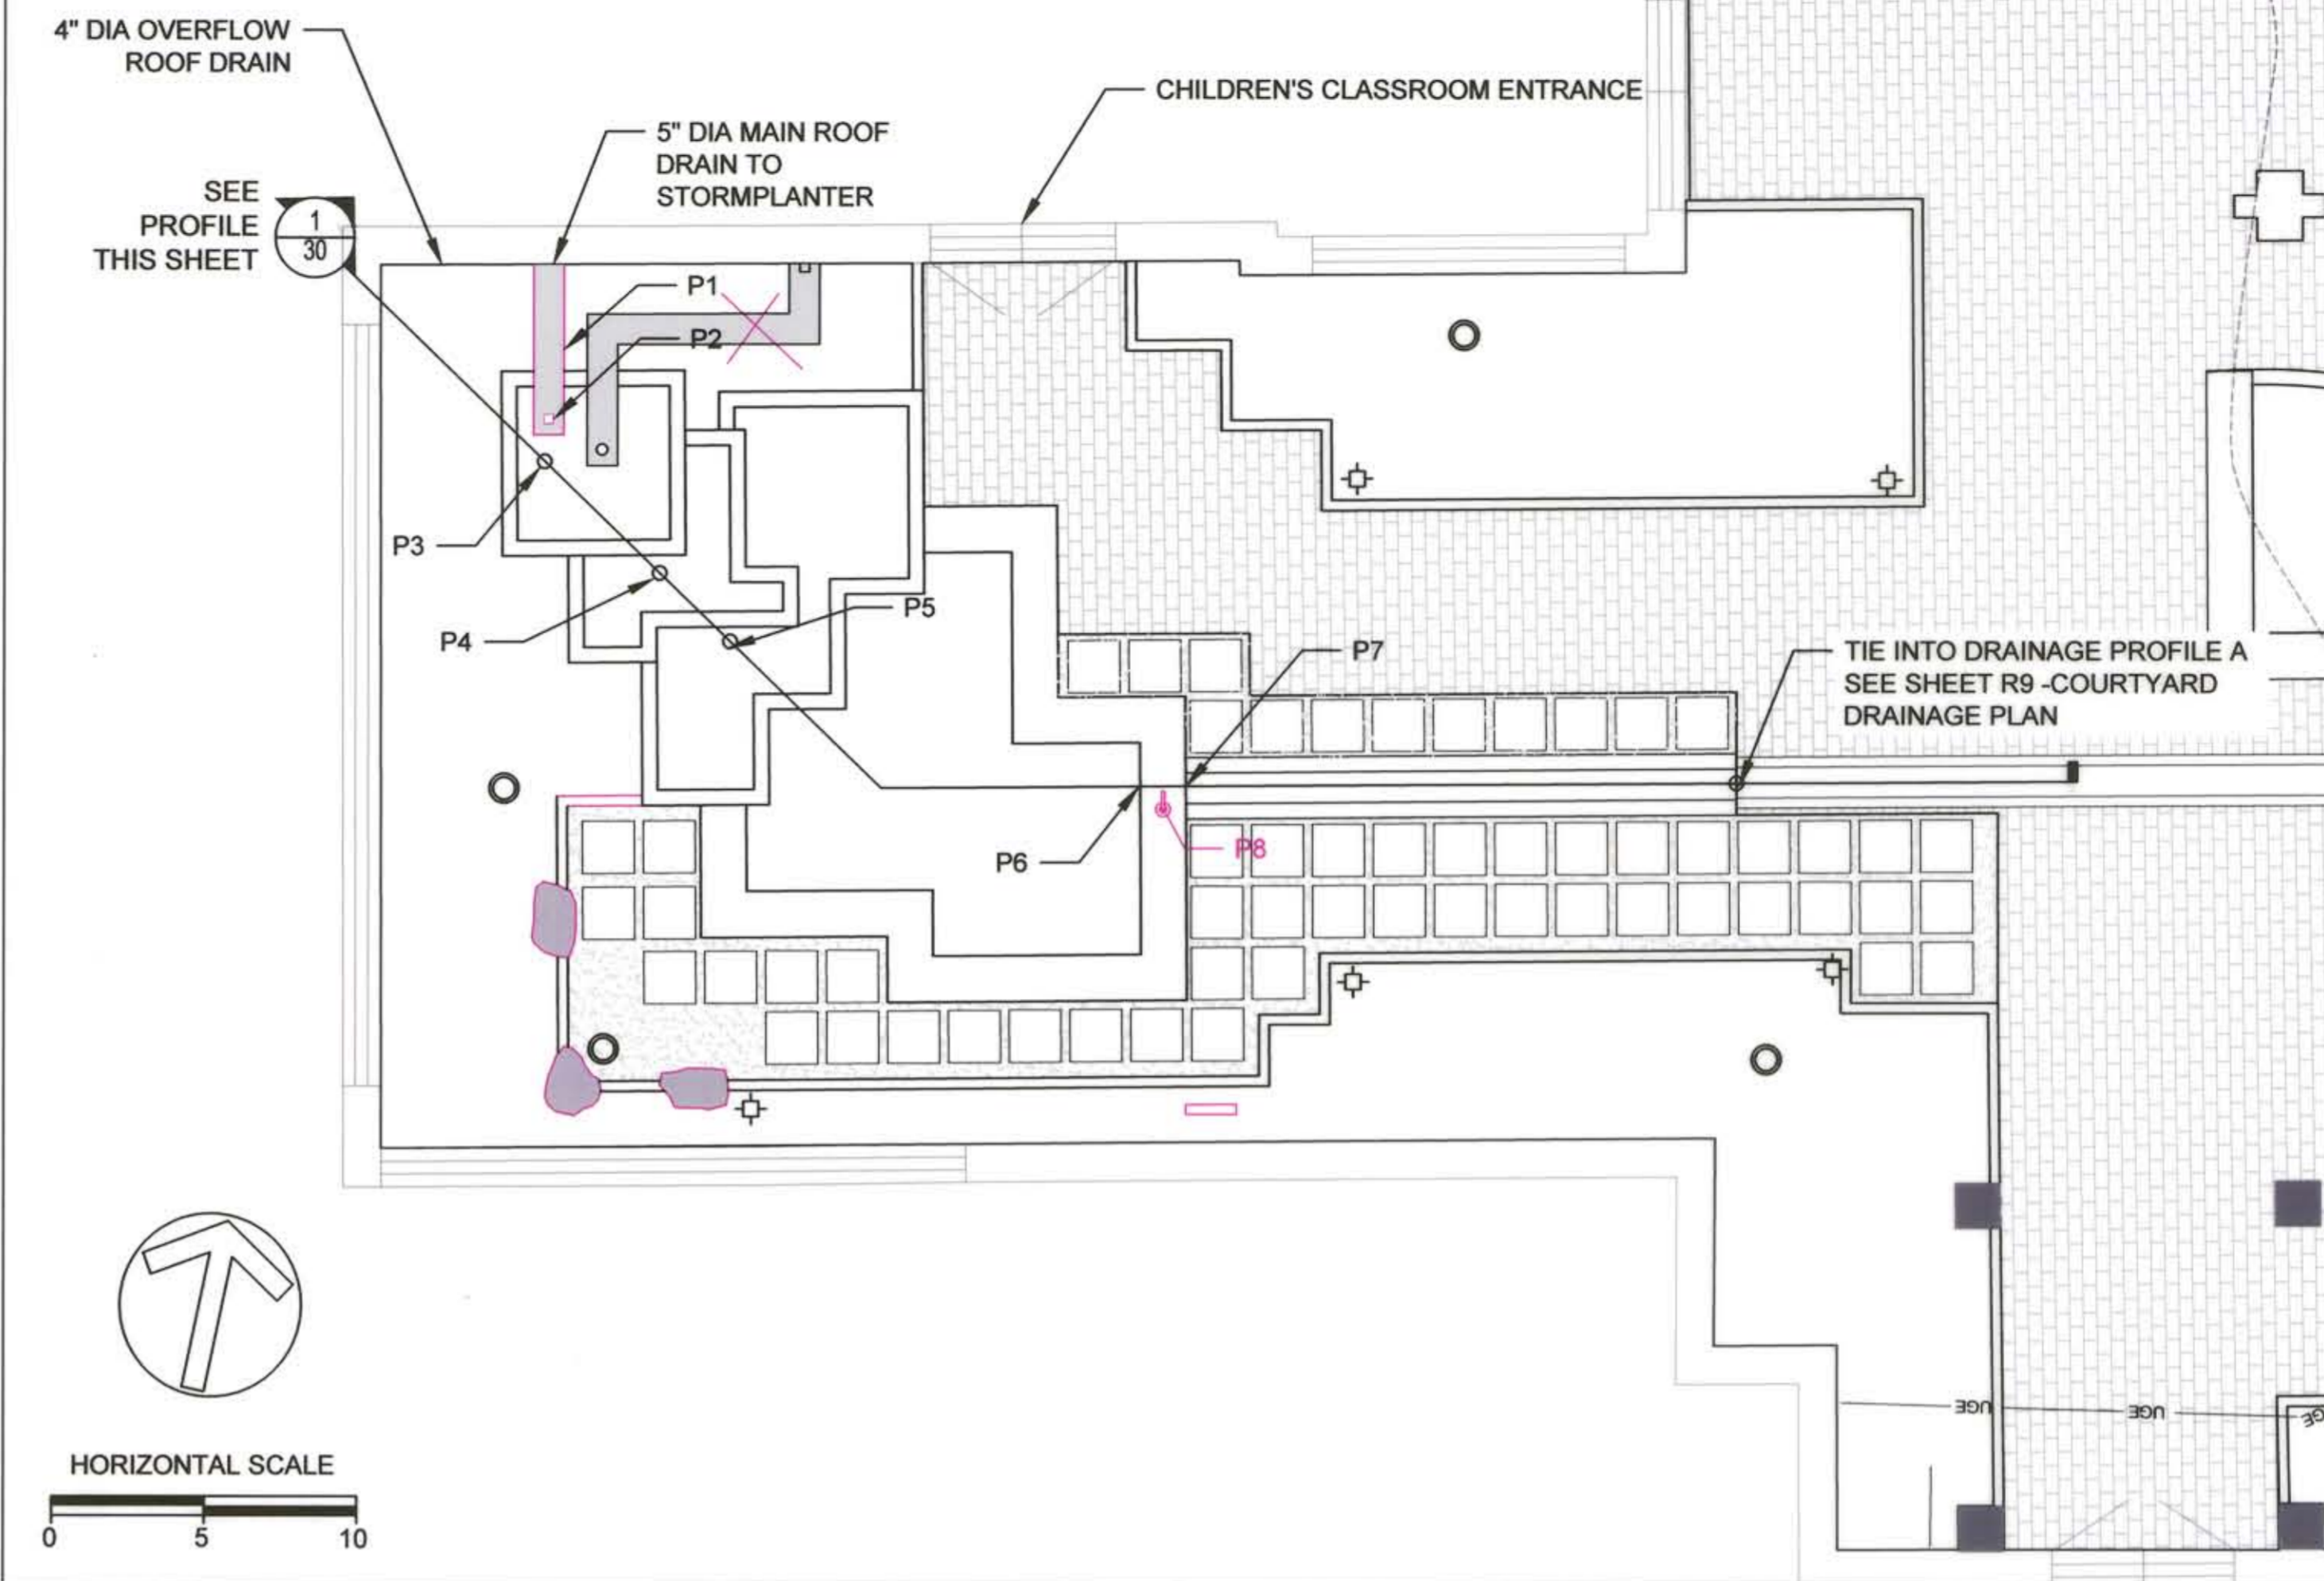 4" DIA OVERFLOW
ROOF DRAIN
CHILDREN'S CLASSROOM ENTRANCE
5" DIA MAIN ROOF
DRAIN TO
STORMPLANTER
SEE
PROFILE
THIS SHEET
1
30
P1
P2
P3
P4
P5
P7
TIE INTO DRAINAGE PROFILE A
SEE SHEET R9 -COURTYARD
DRAINAGE PLAN
P6
P8
UGE
UGE
HORIZONTAL SCALE
0 5 10